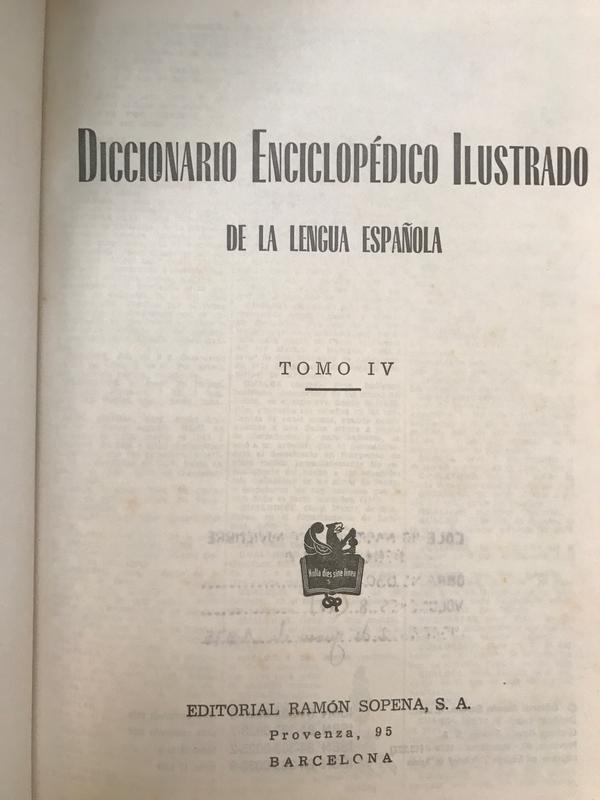 DICCIONARIO ENCICLOPÉDICO ILUSTRADO
DE LA LENGUA ESPAÑOLA
TOMO IV
Nulla dies sine linea
EDITORIAL RAMÓN SOPENA, S. A.
Provenza, 95
BARCELONA